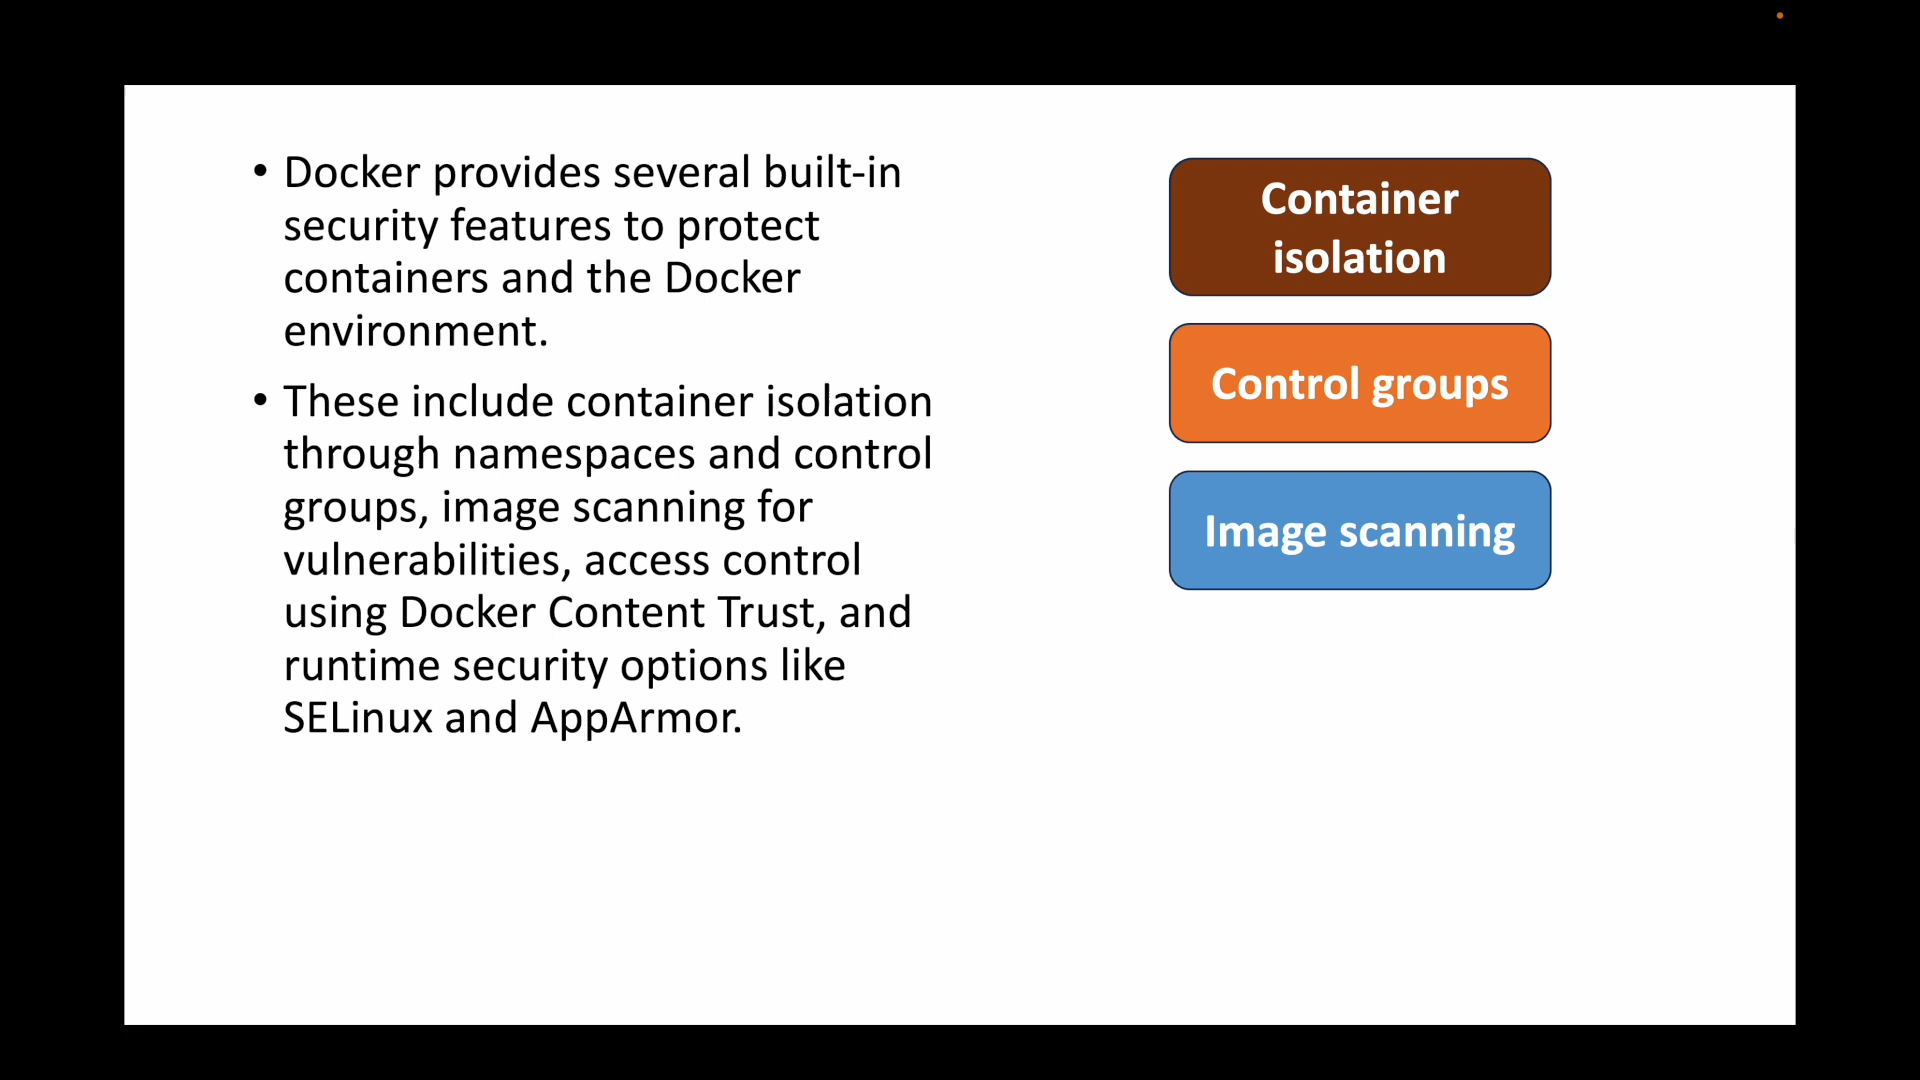 • Docker provides several built-in
security features to protect
containers and the Docker
environment.
• These include container isolation
through namespaces and control
groups, image scanning for
vulnerabilities, access control
using Docker Content Trust, and
runtime security options like
SELinux and AppArmor.
Container
isolation
Control groups
Image scanning